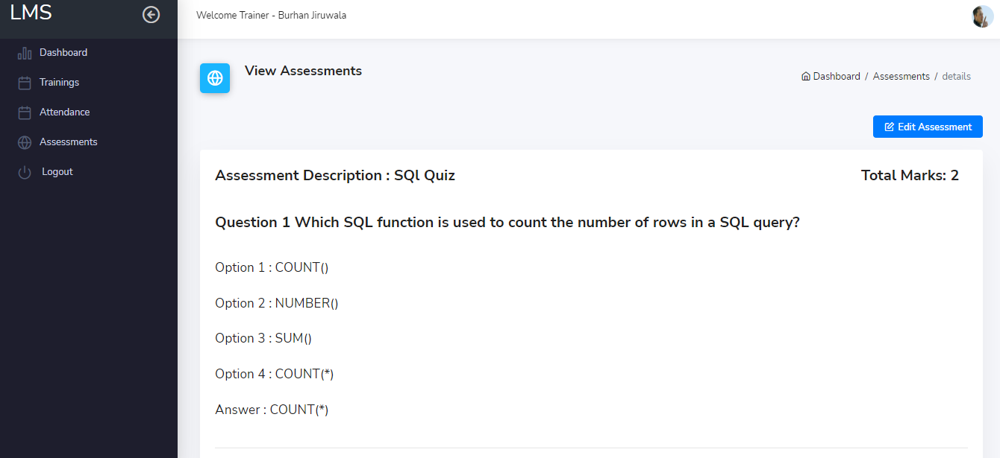 LMS
Welcome Trainer - Burhan Jiruwala
Dashboard
Trainings
Attendance
Assessments
Logout
View Assessments
Dashboard / Assessments / details
Edit Assessment
Assessment Description : SQl Quiz
Total Marks: 2
Question 1 Which SQL function is used to count the number of rows in a SQL query?
Option 1 : COUNT()
Option 2 : NUMBER()
Option 3 : SUM()
Option 4 : COUNT(*)
Answer : COUNT(*)